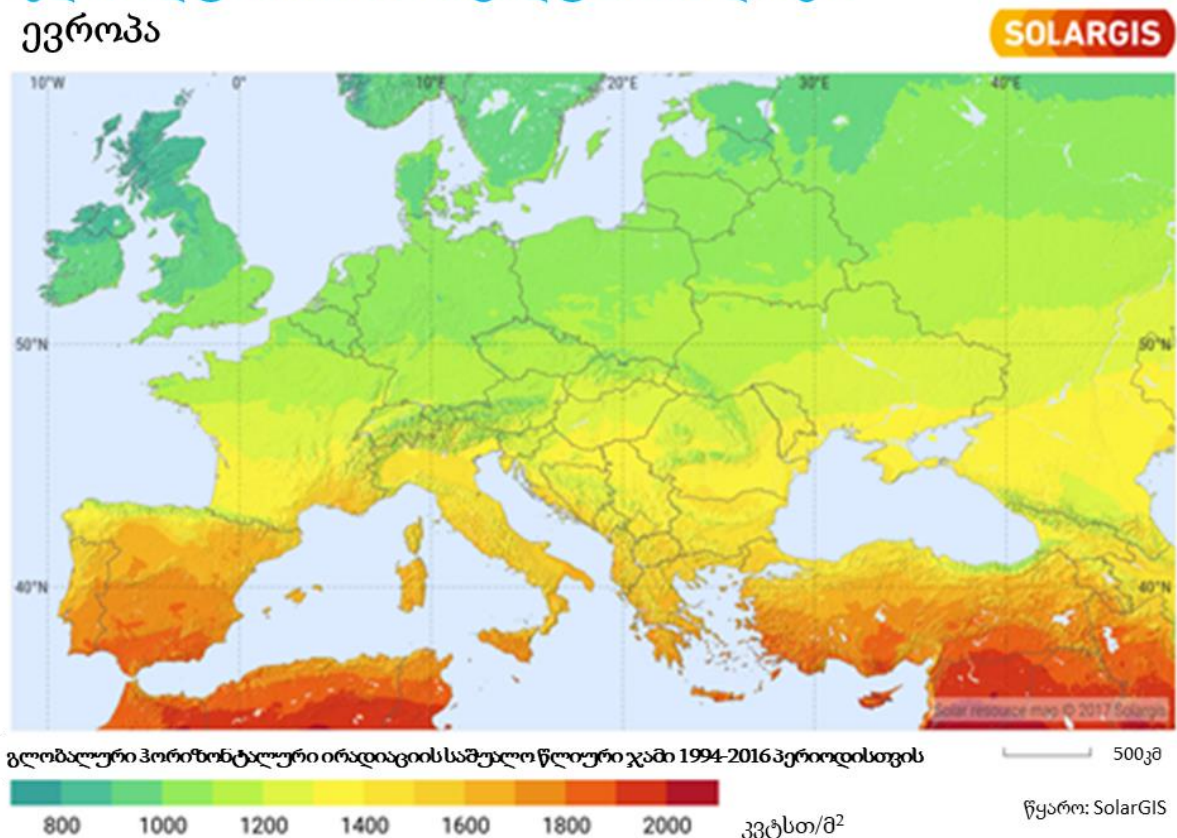 ევროპა
SOLARGIS
10°W 0° 10°E 20°E 30°E 40°E
50°N 50°N
40°N 40°N
Solar resource map © 2017 Solargis
გლობალური ჰორიზონტალური ირადიაციის საშუალო წლიური ჯამი 1994-2016 პერიოდისთვის
500კმ
800 1000 1200 1400 1600 1800 2000 კვტსთ/მ²
წყარო: SolarGIS